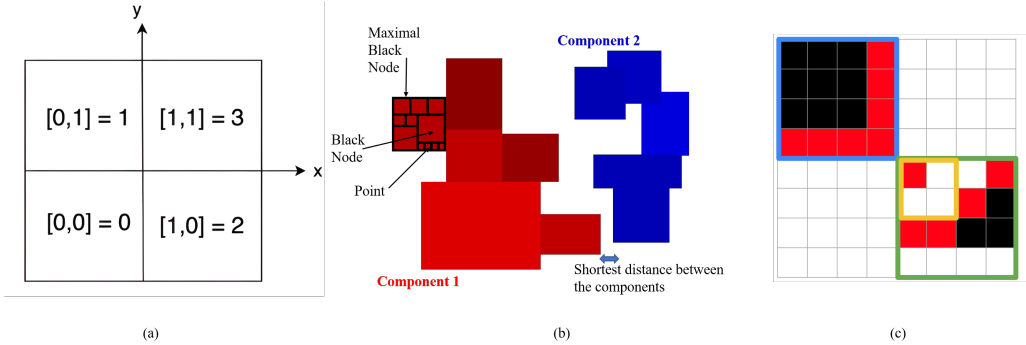 y
[0,1] = 1
[1,1] = 3
x
[0,0] = 0
[1,0] = 2
(a)
Maximal
Black
Node
Component 2
Black
Node
Point
Component 1
Shortest distance between
the components
(b)
(c)